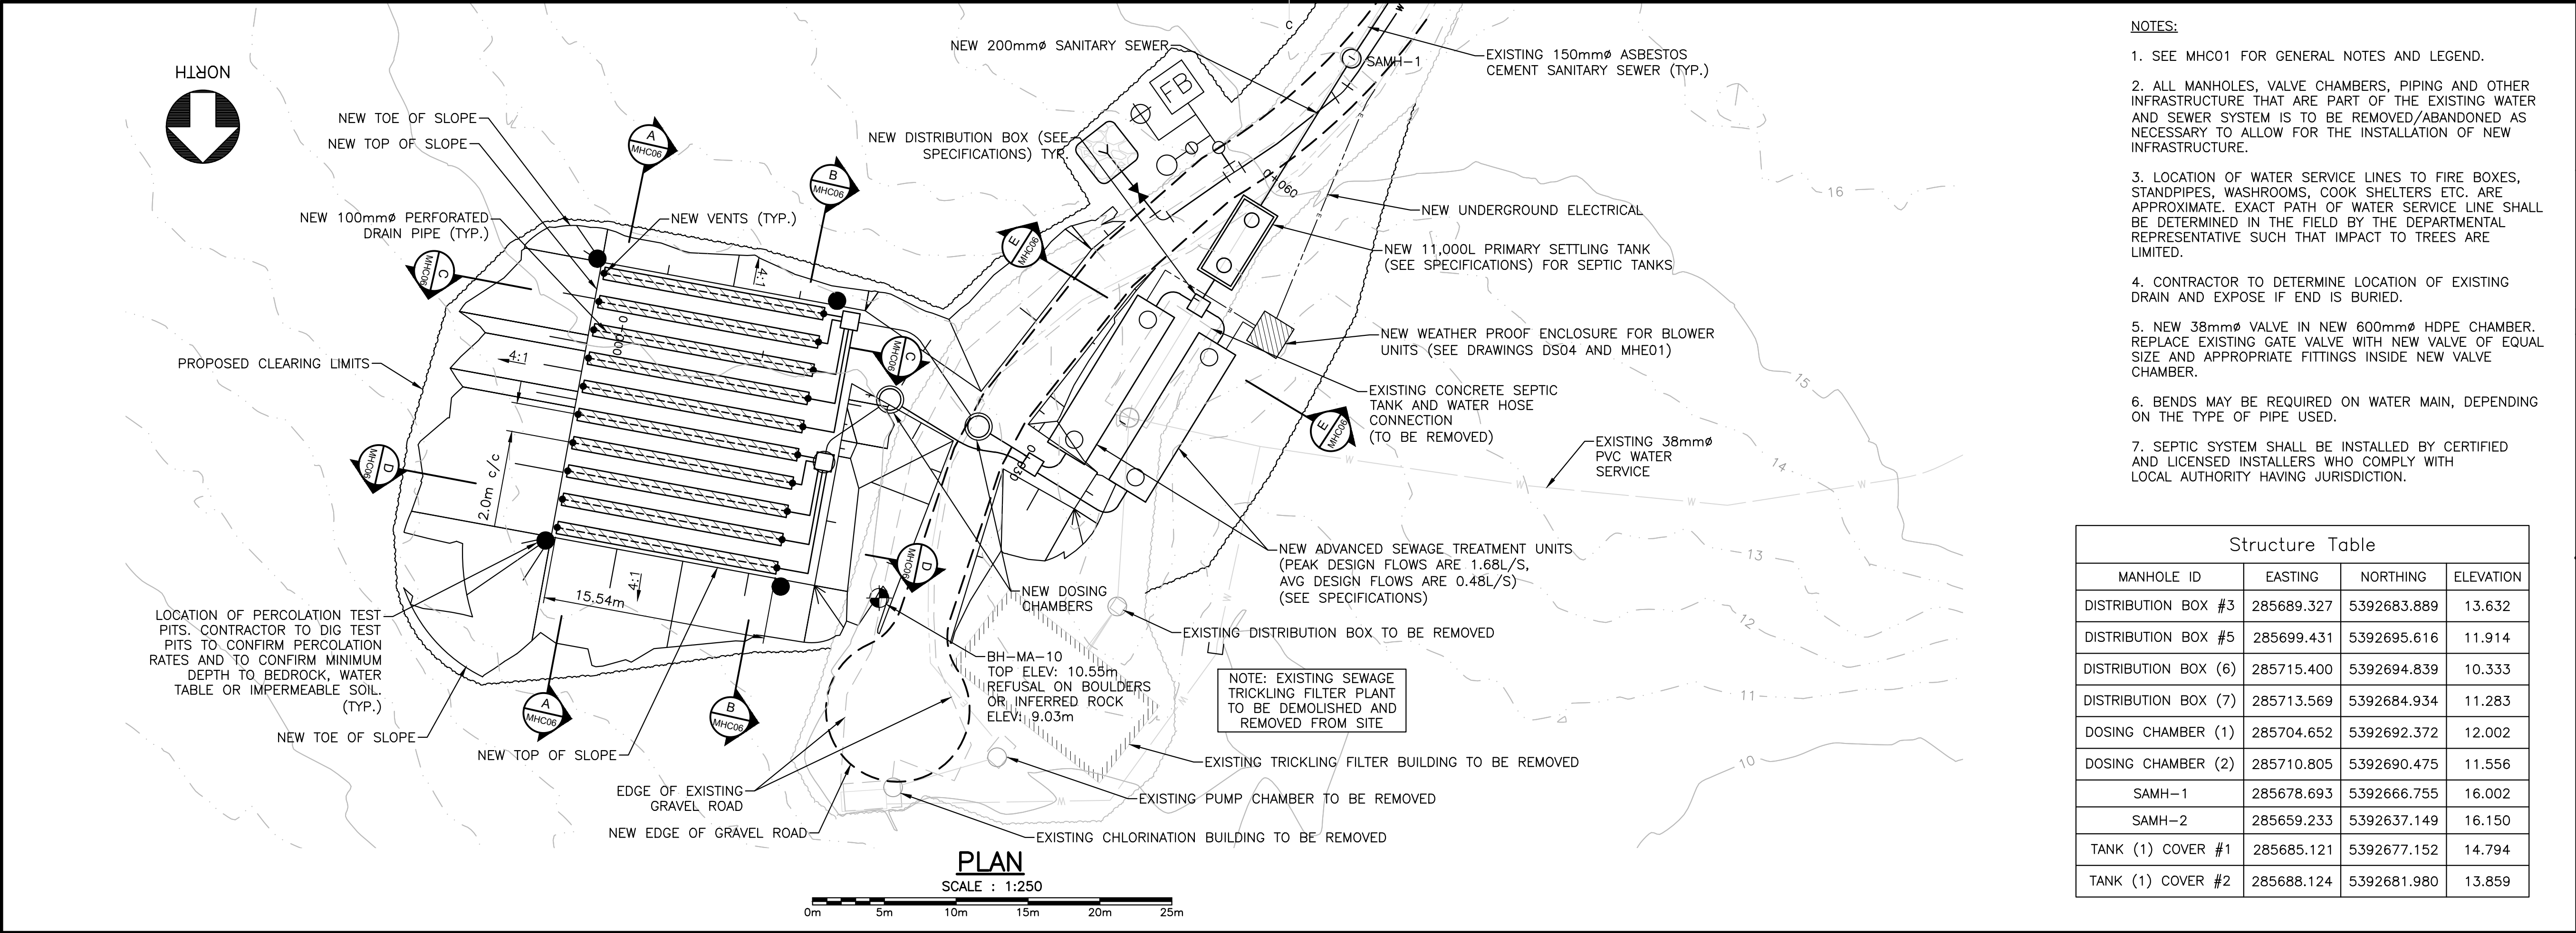 NORTH
NEW TOE OF SLOPE
NEW TOP OF SLOPE
NEW 100mmø PERFORATED
DRAIN PIPE (TYP.)
PROPOSED CLEARING LIMITS
LOCATION OF PERCOLATION TEST
PITS. CONTRACTOR TO DIG TEST
PITS TO CONFIRM PERCOLATION
RATES AND TO CONFIRM MINIMUM
DEPTH TO BEDROCK, WATER
TABLE OR IMPERMEABLE SOIL.
(TYP.)
NEW TOE OF SLOPE
NEW TOP OF SLOPE
EDGE OF EXISTING
GRAVEL ROAD
NEW EDGE OF GRAVEL ROAD
A
MHC06
B
MHC06
C
MHC06
D
MHC06
A
MHC06
B
MHC06
C
MHC06
D
MHC06
E
MHC06
E
MHC06
NEW VENTS (TYP.)
4:1
4:1
4:1
0-000
2.0m c/c
15.54m
NEW 200mmø SANITARY SEWER
FB
Y
C
W
NEW DISTRIBUTION BOX (SEE
SPECIFICATIONS) TYP.
SAMH-1
EXISTING 150mmø ASBESTOS
CEMENT SANITARY SEWER (TYP.)
0+060
0+030
E
E
NEW UNDERGROUND ELECTRICAL
NEW 11,000L PRIMARY SETTLING TANK
(SEE SPECIFICATIONS) FOR SEPTIC TANKS
NEW WEATHER PROOF ENCLOSURE FOR BLOWER
UNITS (SEE DRAWINGS DS04 AND MHE01)
EXISTING CONCRETE SEPTIC
TANK AND WATER HOSE
CONNECTION
(TO BE REMOVED)
EXISTING 38mmø
PVC WATER
SERVICE
W
W
W
W
16
15
14
13
12
11
10
NEW ADVANCED SEWAGE TREATMENT UNITS
(PEAK DESIGN FLOWS ARE 1.68L/S,
AVG DESIGN FLOWS ARE 0.48L/S)
(SEE SPECIFICATIONS)
NEW DOSING
CHAMBERS
EXISTING DISTRIBUTION BOX TO BE REMOVED
BH-MA-10
TOP ELEV: 10.55m
REFUSAL ON BOULDERS
OR INFERRED ROCK
ELEV: 9.03m
NOTE: EXISTING SEWAGE
TRICKLING FILTER PLANT
TO BE DEMOLISHED AND
REMOVED FROM SITE
EXISTING TRICKLING FILTER BUILDING TO BE REMOVED
EXISTING PUMP CHAMBER TO BE REMOVED
EXISTING CHLORINATION BUILDING TO BE REMOVED
PLAN
SCALE : 1:250
0m 5m 10m 15m 20m 25m
NOTES:
1. SEE MHC01 FOR GENERAL NOTES AND LEGEND.
2. ALL MANHOLES, VALVE CHAMBERS, PIPING AND OTHER
INFRASTRUCTURE THAT ARE PART OF THE EXISTING WATER
AND SEWER SYSTEM IS TO BE REMOVED/ABANDONED AS
NECESSARY TO ALLOW FOR THE INSTALLATION OF NEW
INFRASTRUCTURE.
3. LOCATION OF WATER SERVICE LINES TO FIRE BOXES,
STANDPIPES, WASHROOMS, COOK SHELTERS ETC. ARE
APPROXIMATE. EXACT PATH OF WATER SERVICE LINE SHALL
BE DETERMINED IN THE FIELD BY THE DEPARTMENTAL
REPRESENTATIVE SUCH THAT IMPACT TO TREES ARE
LIMITED.
4. CONTRACTOR TO DETERMINE LOCATION OF EXISTING
DRAIN AND EXPOSE IF END IS BURIED.
5. NEW 38mmø VALVE IN NEW 600mmø HDPE CHAMBER.
REPLACE EXISTING GATE VALVE WITH NEW VALVE OF EQUAL
SIZE AND APPROPRIATE FITTINGS INSIDE NEW VALVE
CHAMBER.
6. BENDS MAY BE REQUIRED ON WATER MAIN, DEPENDING
ON THE TYPE OF PIPE USED.
7. SEPTIC SYSTEM SHALL BE INSTALLED BY CERTIFIED
AND LICENSED INSTALLERS WHO COMPLY WITH
LOCAL AUTHORITY HAVING JURISDICTION.
Structure Table
MANHOLE ID EASTING NORTHING ELEVATION
DISTRIBUTION BOX #3 285689.327 5392683.889 13.632
DISTRIBUTION BOX #5 285699.431 5392695.616 11.914
DISTRIBUTION BOX (6) 285715.400 5392694.839 10.333
DISTRIBUTION BOX (7) 285713.569 5392684.934 11.283
DOSING CHAMBER (1) 285704.652 5392692.372 12.002
DOSING CHAMBER (2) 285710.805 5392690.475 11.556
SAMH-1 285678.693 5392666.755 16.002
SAMH-2 285659.233 5392637.149 16.150
TANK (1) COVER #1 285685.121 5392677.152 14.794
TANK (1) COVER #2 285688.124 5392681.980 13.859